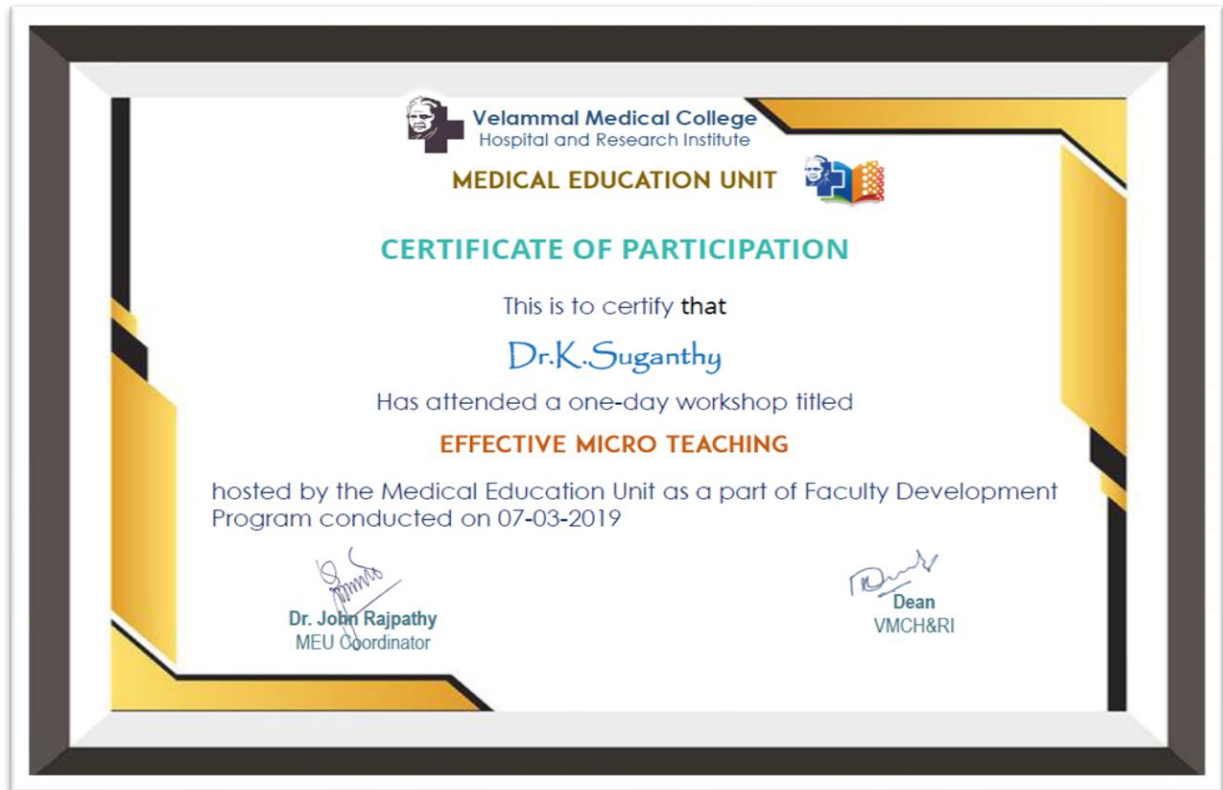 Velammal Medical College
Hospital and Research Institute
MEDICAL EDUCATION UNIT
CERTIFICATE OF PARTICIPATION
This is to certify that
Dr.K.Suganthy
Has attended a one-day workshop titled
EFFECTIVE MICRO TEACHING
hosted by the Medical Education Unit as a part of Faculty Development
Program conducted on 07-03-2019
Dr. John Rajpathy
MEU Coordinator
Dean
VMCH&RI